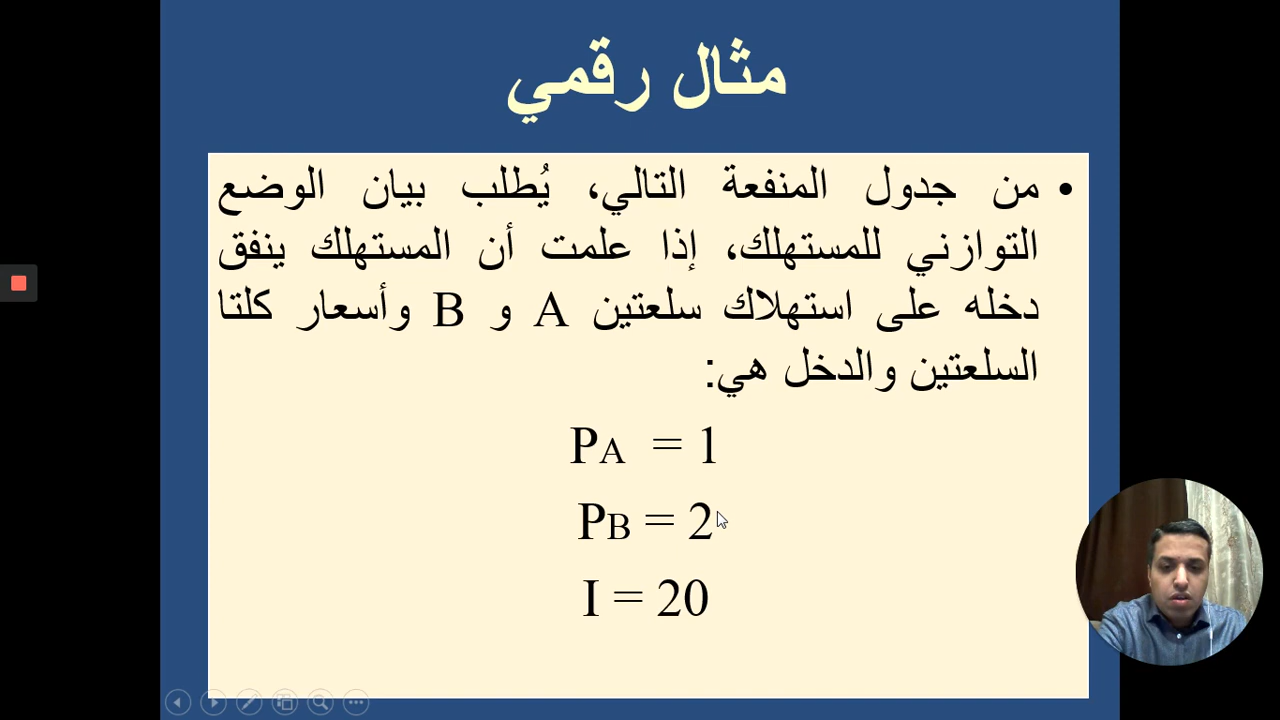 مثال رقمي
• من جدول المنفعة التالي، يُطلب بيان الوضع
التوازني للمستهلك، إذا علمت أن المستهلك ينفق
دخله على استهلاك سلعتين A و B وأسعار كلتا
السلعتين والدخل هي:
PA = 1
PB = 2
I = 20